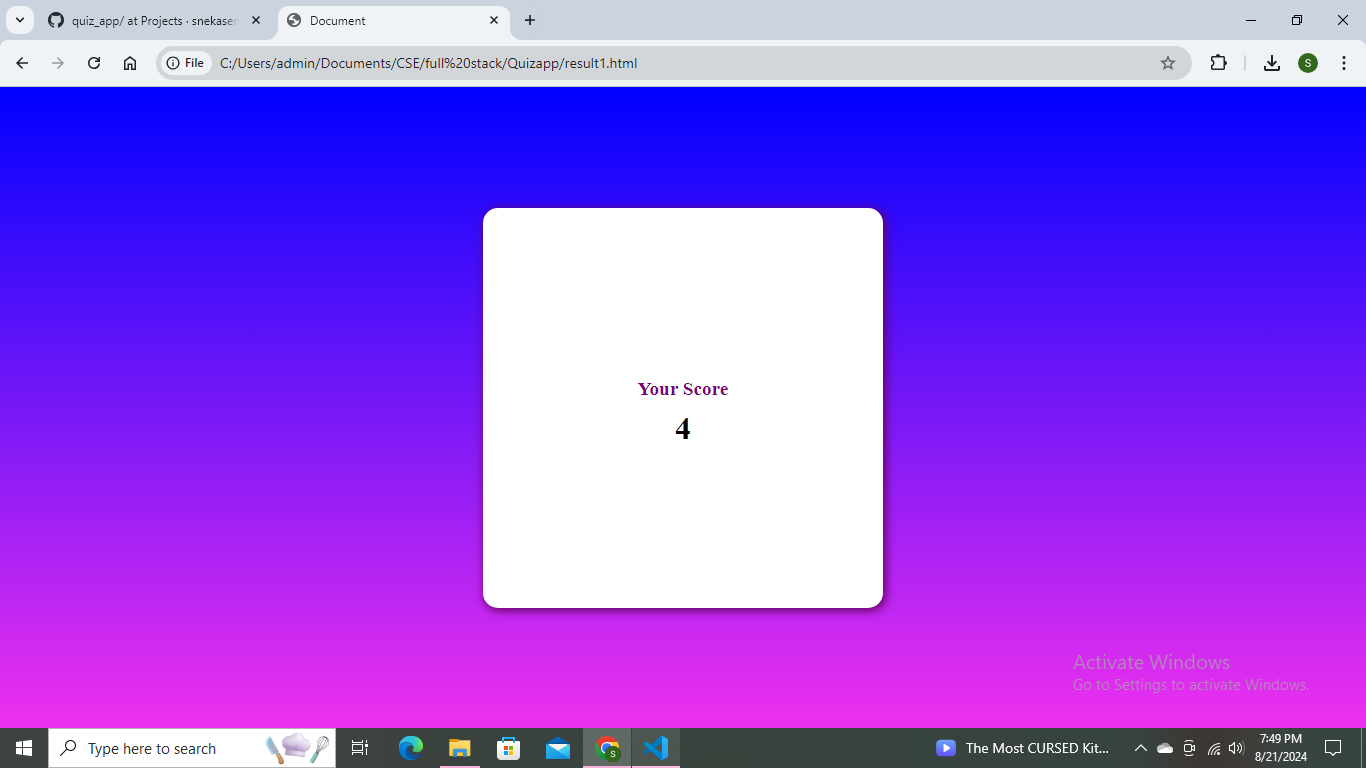 quiz_app/ at Projects · snekaser
Document
File
C:/Users/admin/Documents/CSE/full%20stack/Quizapp/result1.html
S
Your Score
4
Activate Windows
Go to Settings to activate Windows.
Type here to search
S
The Most CURSED Kit...
7:49 PM
8/21/2024